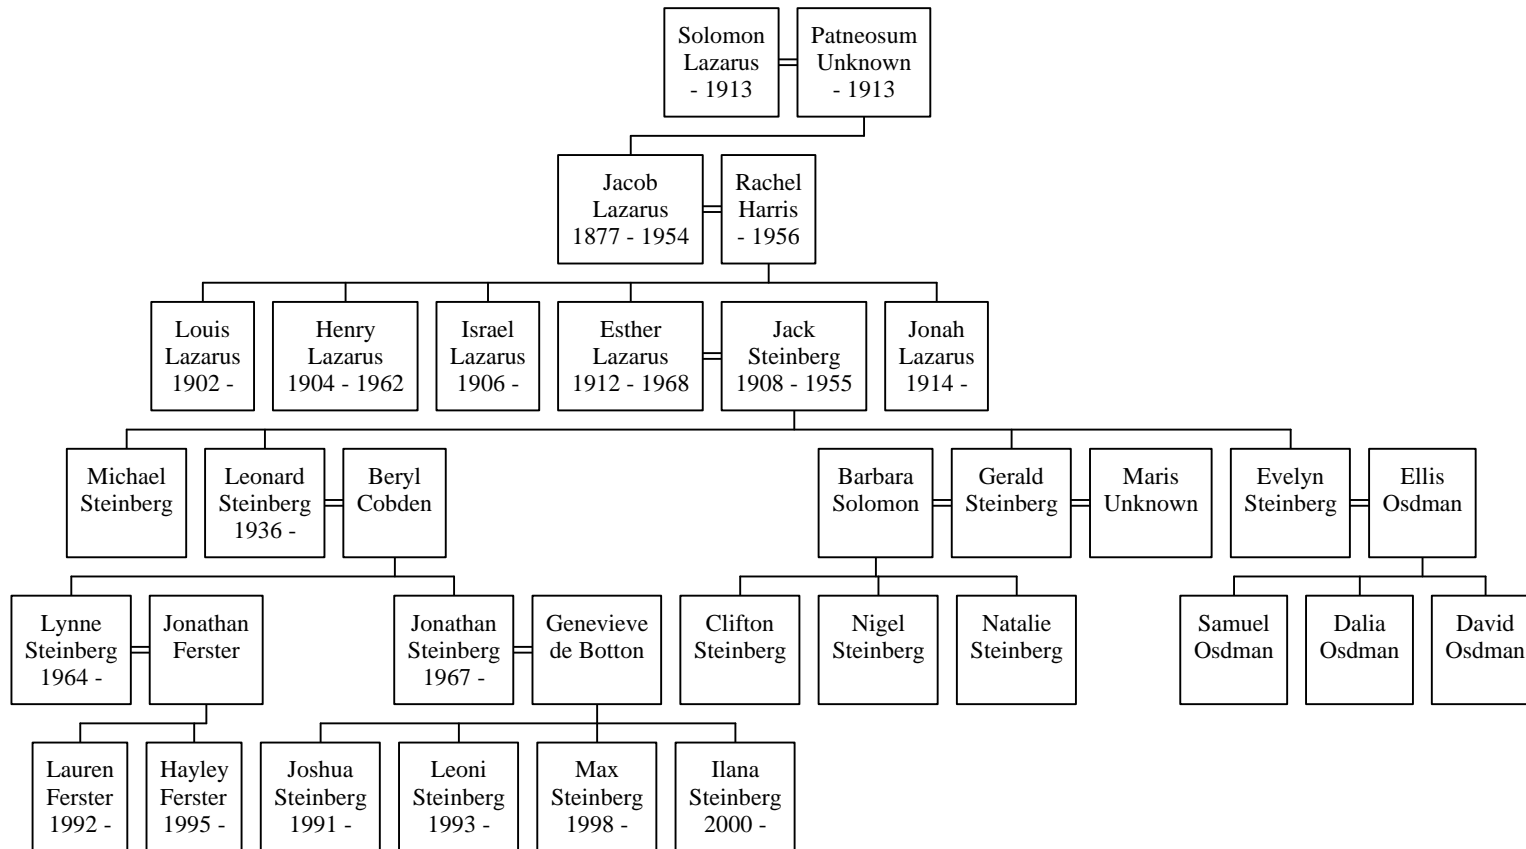 Solomon
Lazarus
- 1913
Patneosum
Unknown
- 1913
Jacob
Lazarus
1877 - 1954
Rachel
Harris
- 1956
Louis
Lazarus
1902 -
Henry
Lazarus
1904 - 1962
Israel
Lazarus
1906 -
Esther
Lazarus
1912 - 1968
Jack
Steinberg
1908 - 1955
Jonah
Lazarus
1914 -
Michael
Steinberg
Leonard
Steinberg
1936 -
Beryl
Cobden
Barbara
Solomon
Gerald
Steinberg
Maris
Unknown
Evelyn
Steinberg
Ellis
Osdman
Lynne
Steinberg
1964 -
Jonathan
Ferster
Jonathan
Steinberg
1967 -
Genevieve
de Botton
Clifton
Steinberg
Nigel
Steinberg
Natalie
Steinberg
Samuel
Osdman
Dalia
Osdman
David
Osdman
Lauren
Ferster
1992 -
Hayley
Ferster
1995 -
Joshua
Steinberg
1991 -
Leoni
Steinberg
1993 -
Max
Steinberg
1998 -
Ilana
Steinberg
2000 -